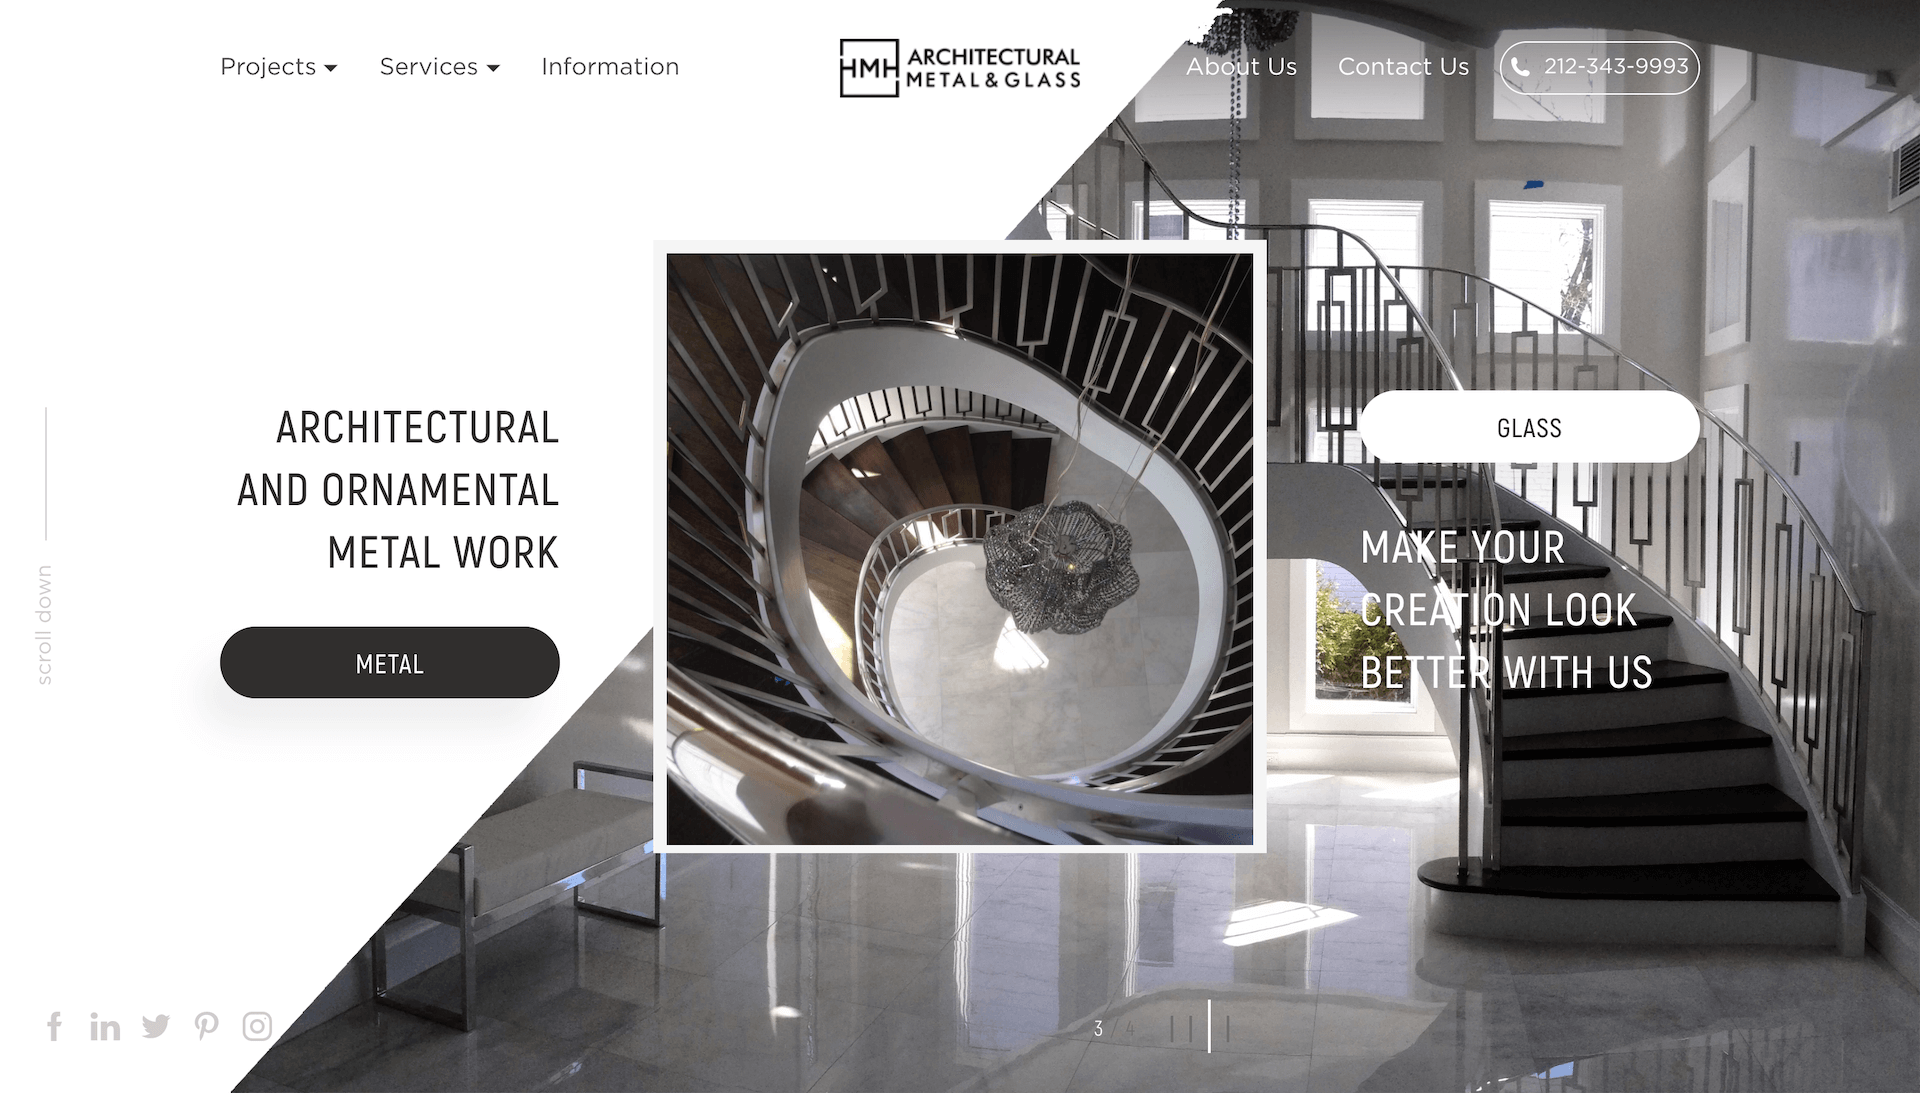 Projects
Services
Information
HMH
ARCHITECTURAL
METAL & GLASS
About Us
Contact Us
212-343-9993
ARCHITECTURAL
AND ORNAMENTAL
METAL WORK
METAL
GLASS
MAKE YOUR
CREATION LOOK
BETTER WITH US
scroll down
in
3 / 4